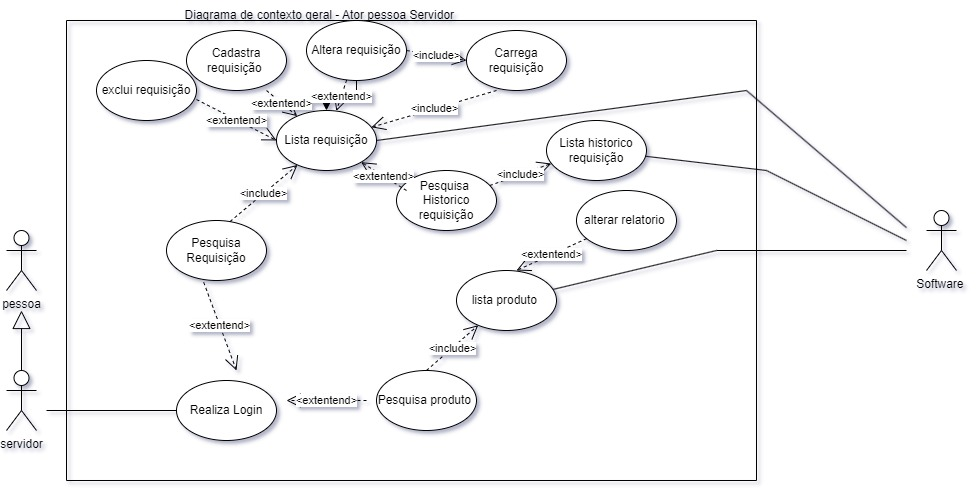 Diagrama de contexto geral - Ator pessoa Servidor
Cadastra
requisição
Altera requisição
<include>
Carrega
requisição
exclui requisição
<extentend>
<extentend>
<include>
<extentend>
Lista requisição
Lista historico
requisição
<extentend>
<include>
Pesquisa
Historico
requisição
<include>
alterar relatorio
Pesquisa
Requisição
<extentend>
pessoa
Software
lista produto
<extentend>
<include>
Realiza Login
<extentend>
Pesquisa produto
servidor